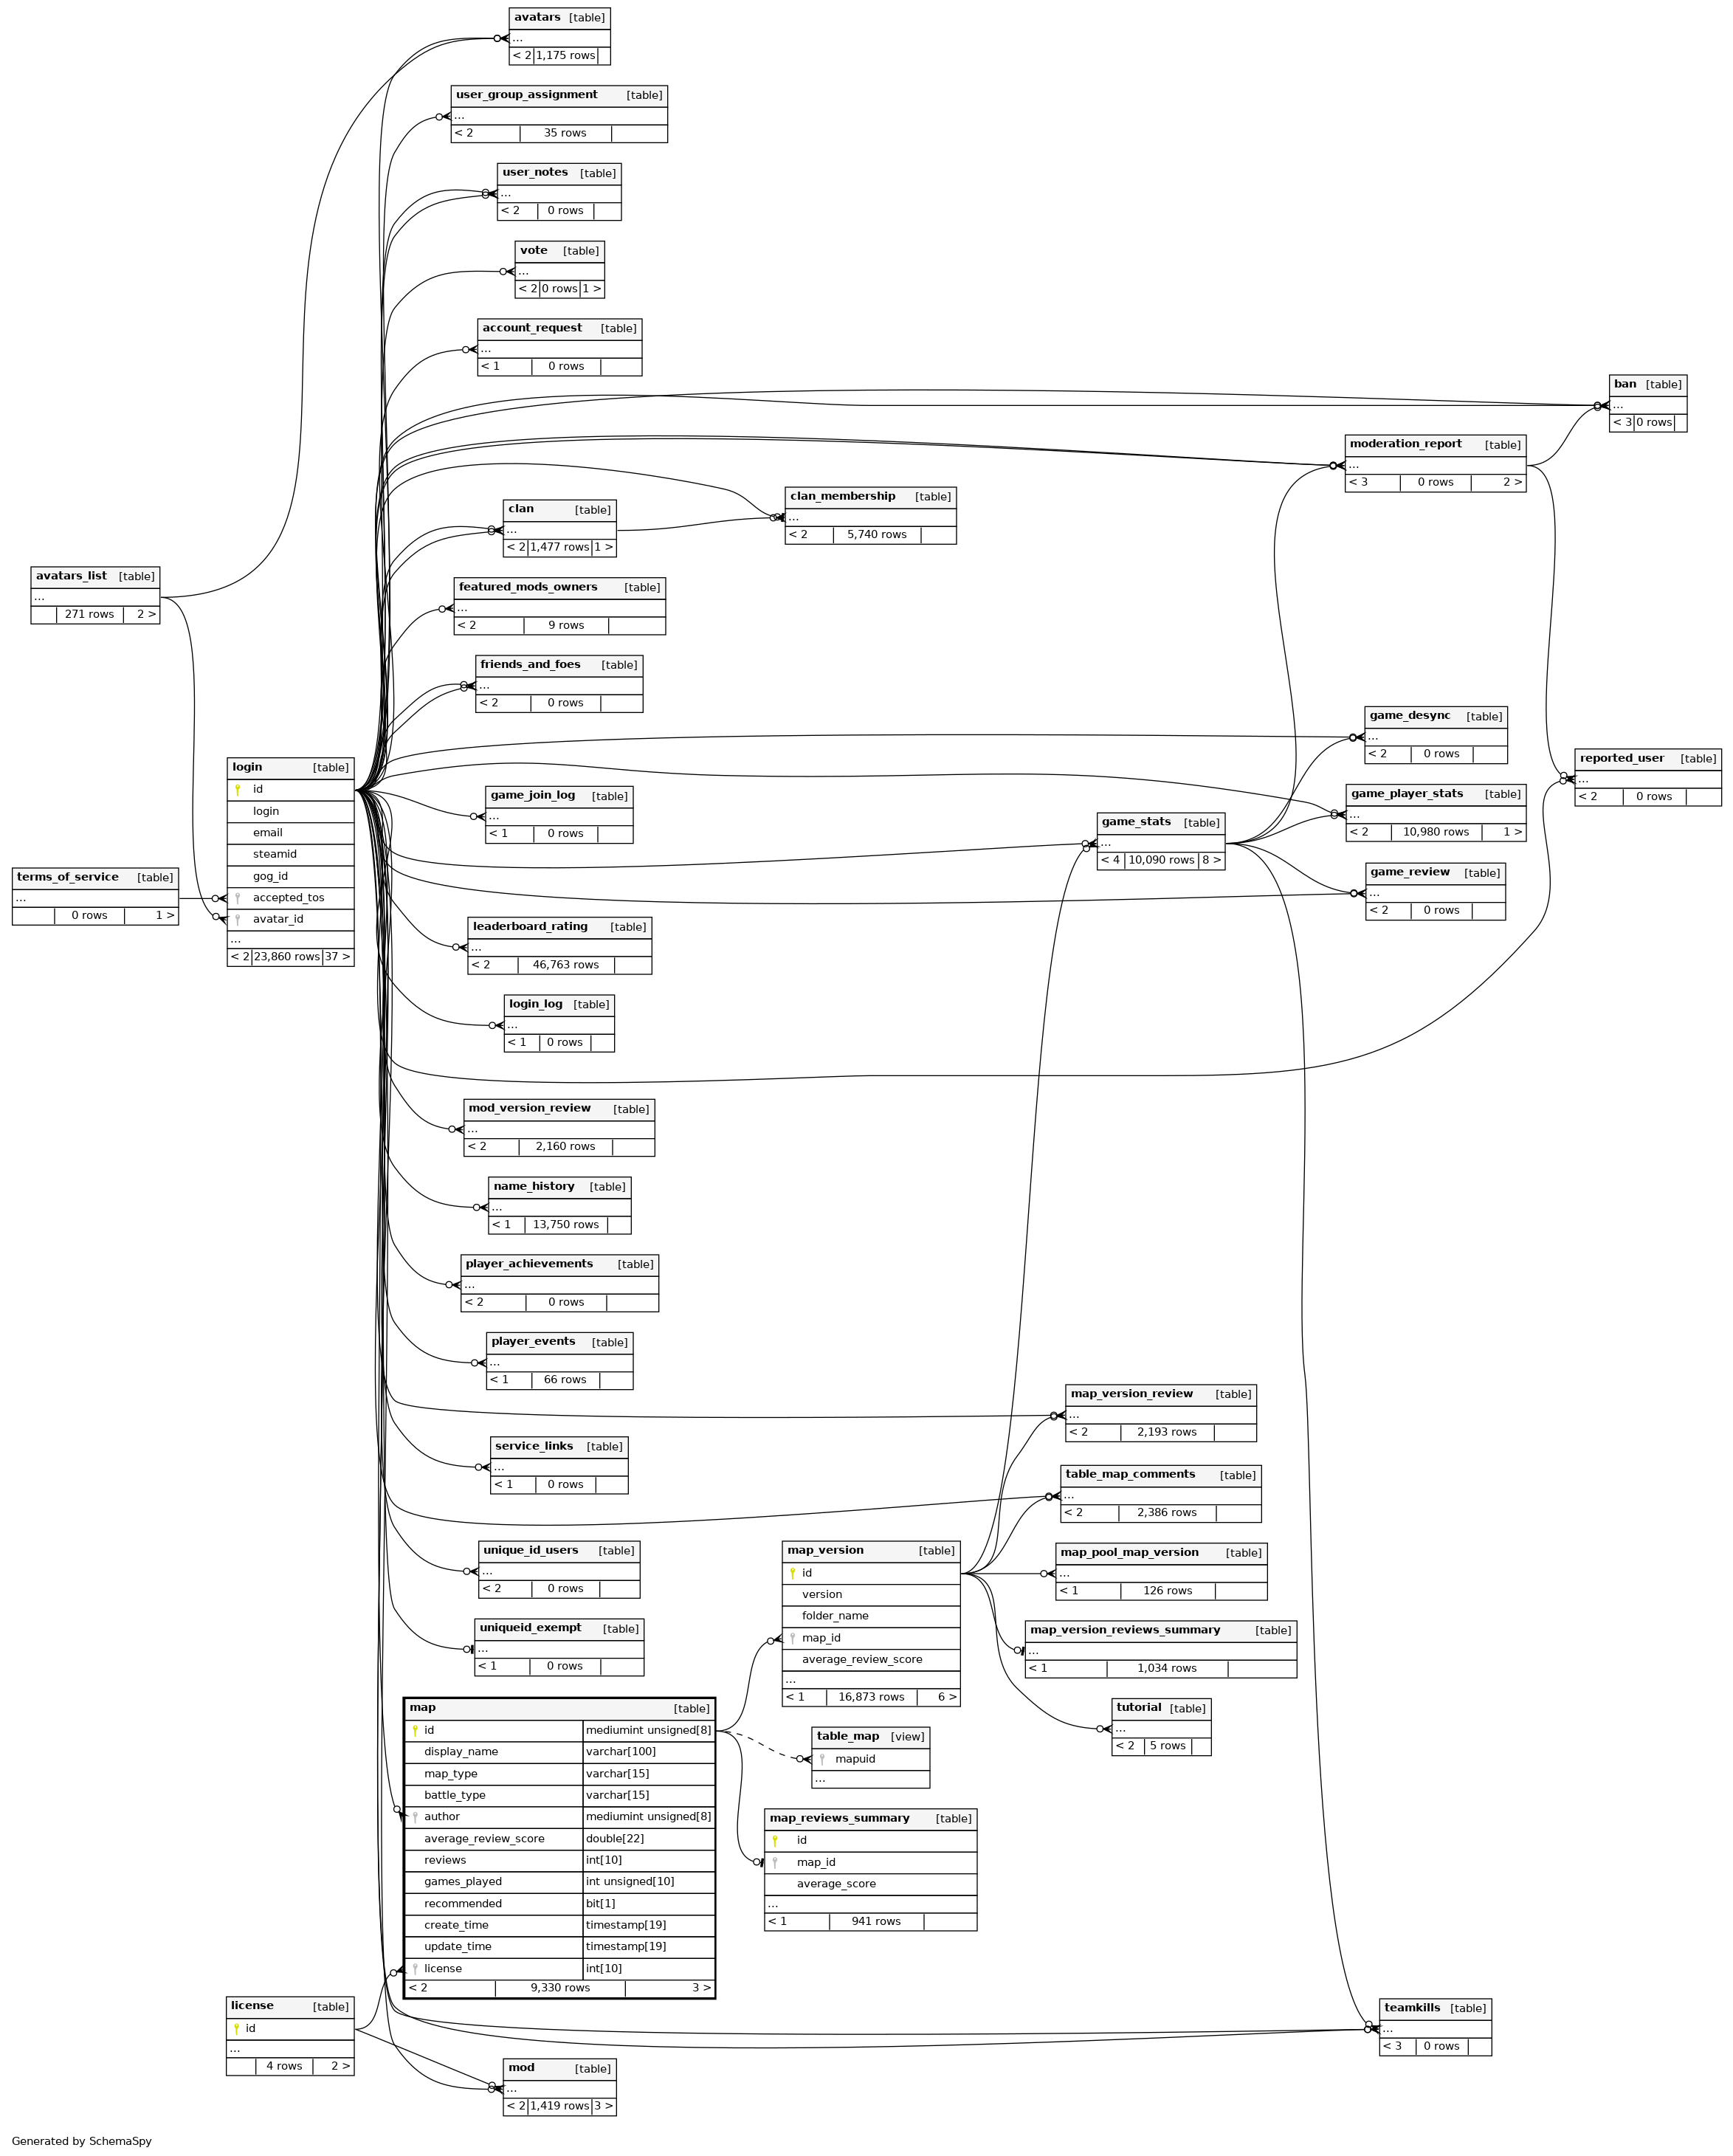 avatars [table]
...
< 2 1,175 rows
user_group_assignment [table]
...
< 2 35 rows
user_notes [table]
...
< 2 0 rows
vote [table]
...
< 2 0 rows 1 >
account_request [table]
...
< 1 0 rows
ban [table]
...
< 3 0 rows
moderation_report [table]
...
< 3 0 rows 2 >
clan_membership [table]
...
< 2 5,740 rows
clan [table]
...
< 2 1,477 rows 1 >
avatars_list [table]
...
271 rows 2 >
featured_mods_owners [table]
...
< 2 9 rows
friends_and_foes [table]
...
< 2 0 rows
game_desync [table]
...
< 2 0 rows
reported_user [table]
...
< 2 0 rows
login [table]
id
login
email
steamid
gog_id
accepted_tos
avatar_id
...
< 2 23,860 rows 37 >
game_join_log [table]
...
< 1 0 rows
game_player_stats [table]
...
< 2 10,980 rows 1 >
game_stats [table]
...
< 4 10,090 rows 8 >
game_review [table]
...
< 2 0 rows
terms_of_service [table]
...
0 rows 1 >
leaderboard_rating [table]
...
< 2 46,763 rows
login_log [table]
...
< 1 0 rows
mod_version_review [table]
...
< 2 2,160 rows
name_history [table]
...
< 1 13,750 rows
player_achievements [table]
...
< 2 0 rows
player_events [table]
...
< 1 66 rows
map_version_review [table]
...
< 2 2,193 rows
service_links [table]
...
< 1 0 rows
table_map_comments [table]
...
< 2 2,386 rows
unique_id_users [table]
...
< 2 0 rows
map_version [table]
id
version
folder_name
map_id
average_review_score
...
< 1 16,873 rows 6 >
map_pool_map_version [table]
...
< 1 126 rows
uniqueid_exempt [table]
...
< 1 0 rows
map_version_reviews_summary [table]
...
< 1 1,034 rows
map [table]
id mediumint unsigned[8]
display_name varchar[100]
map_type varchar[15]
battle_type varchar[15]
author mediumint unsigned[8]
average_review_score double[22]
reviews int[10]
games_played int unsigned[10]
recommended bit[1]
create_time timestamp[19]
update_time timestamp[19]
license int[10]
< 2 9,330 rows 3 >
tutorial [table]
...
< 2 5 rows
table_map [view]
mapuid
...
map_reviews_summary [table]
id
map_id
average_score
...
< 1 941 rows
license [table]
id
...
4 rows 2 >
teamkills [table]
...
< 3 0 rows
mod [table]
...
< 2 1,419 rows 3 >
Generated by SchemaSpy